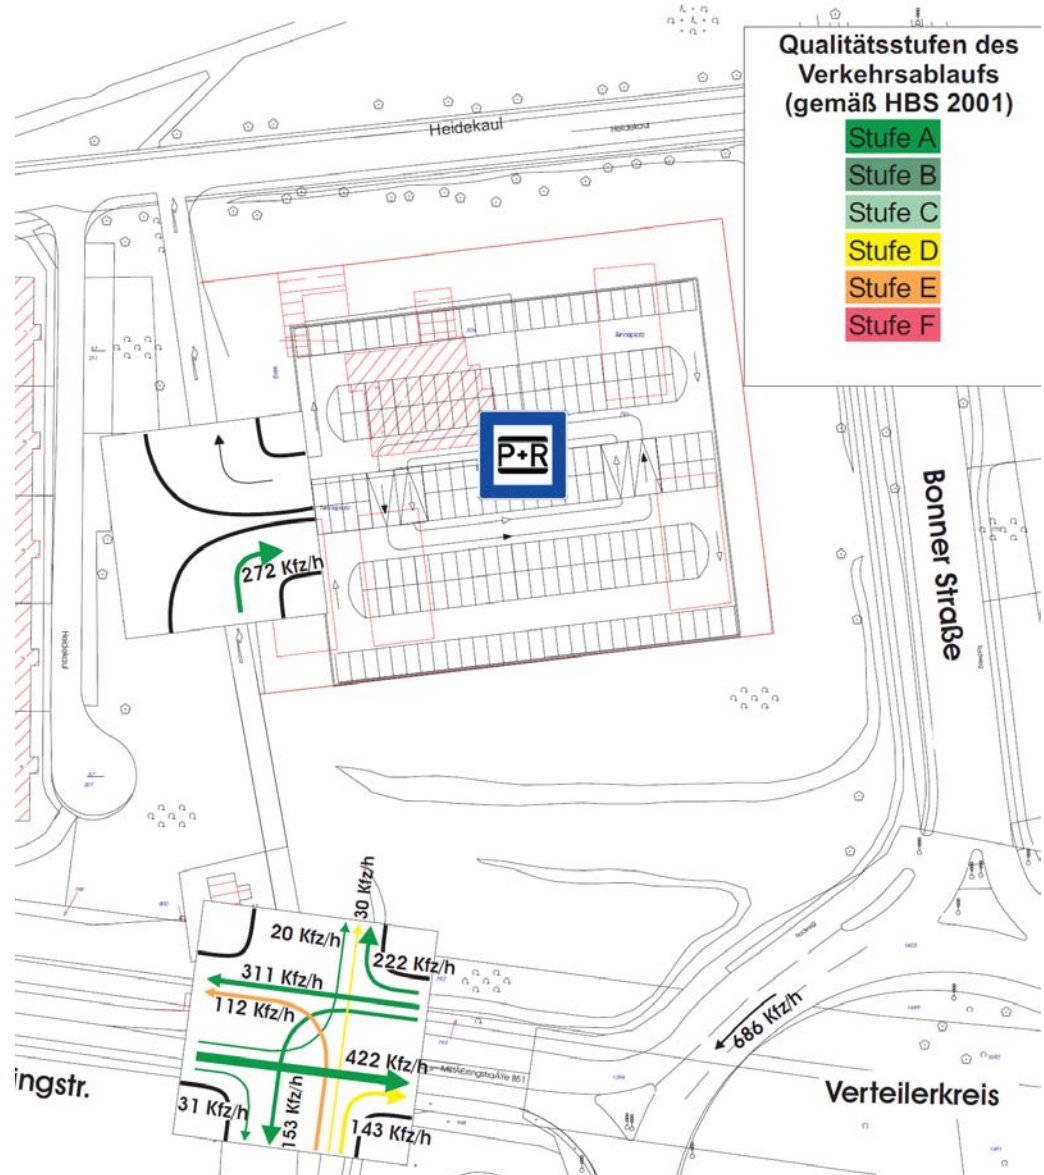 Qualitätsstufen des
Verkehrsablaufs
(gemäß HBS 2001)
Stufe A
Stufe B
Stufe C
Stufe D
Stufe E
Stufe F
Heidekaul
Heidekaul
P+R
272 Kfz/h
Heidekaul
Bonner Straße
30 Kfz/h
20 Kfz/h
222 Kfz/h
311 Kfz/h
112 Kfz/h
422 Kfz/h
31 Kfz/h
153 Kfz/h
143 Kfz/h
686 Kfz/h
ingstr.
Verteilerkreis